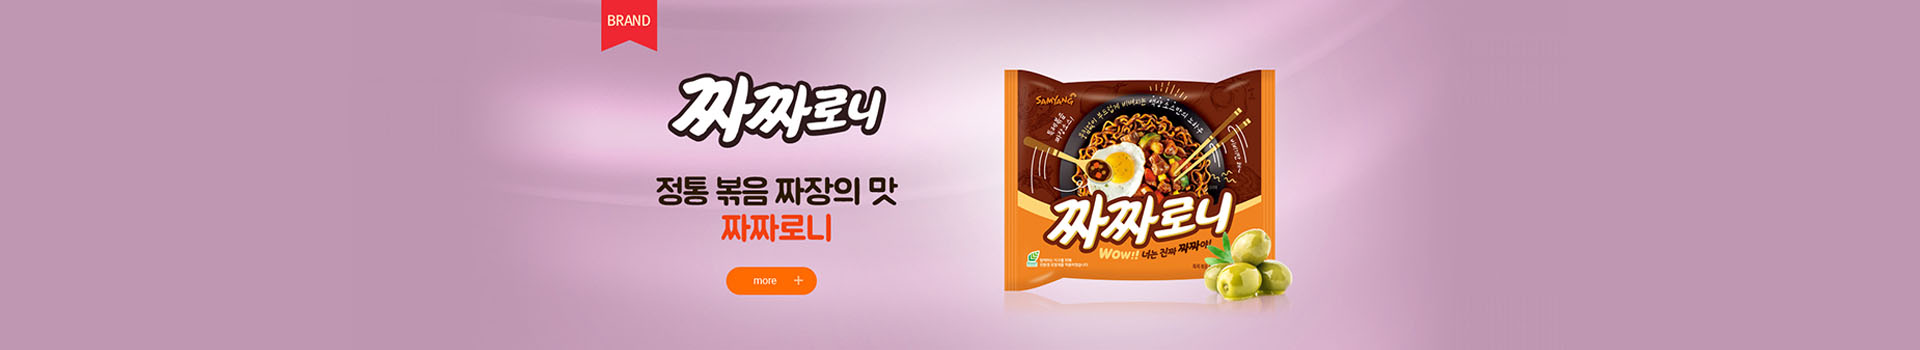 BRAND
짜짜로니
정통 볶음 짜장의 맛
짜짜로니
more +
SAMYANG
짜짜로니
WOW!! 너는 진짜 짜짜야!